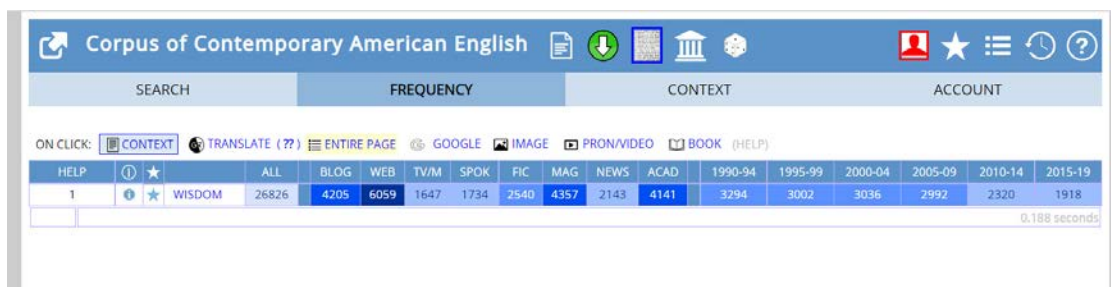 Corpus of Contemporary American English
SEARCH FREQUENCY CONTEXT ACCOUNT
ON CLICK: CONTEXT TRANSLATE (??) ENTIRE PAGE GOOGLE IMAGE PRON/VIDEO BOOK (HELP)
HELP ALL BLOG WEB TV/M SPOK FIC MAG NEWS ACAD 1990-94 1995-99 2000-04 2005-09 2010-14 2015-19
1 WISDOM 26826 4205 6059 1647 1734 2540 4357 2143 4141 3294 3002 3036 2992 2320 1918
0.188 seconds